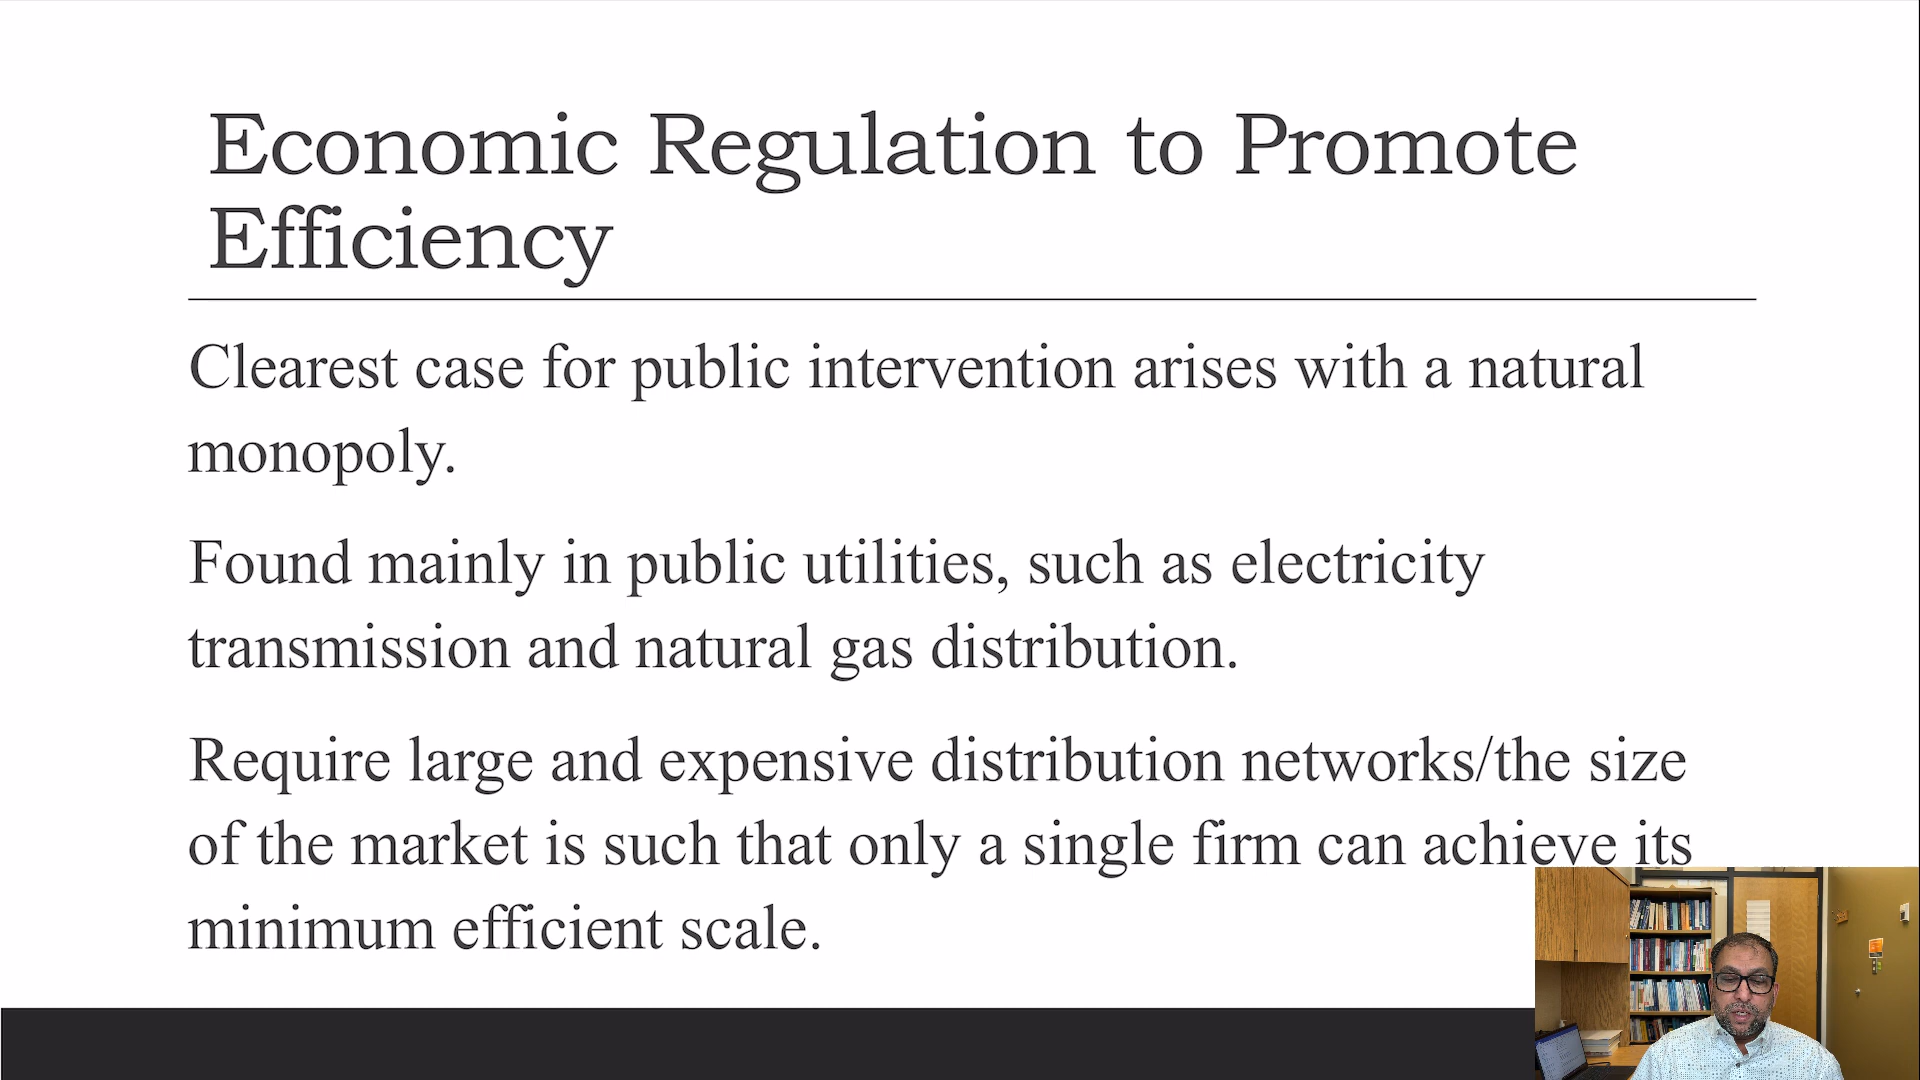 Economic Regulation to Promote
Efficiency
Clearest case for public intervention arises with a natural
monopoly.
Found mainly in public utilities, such as electricity
transmission and natural gas distribution.
Require large and expensive distribution networks/the size
of the market is such that only a single firm can achieve its
minimum efficient scale.